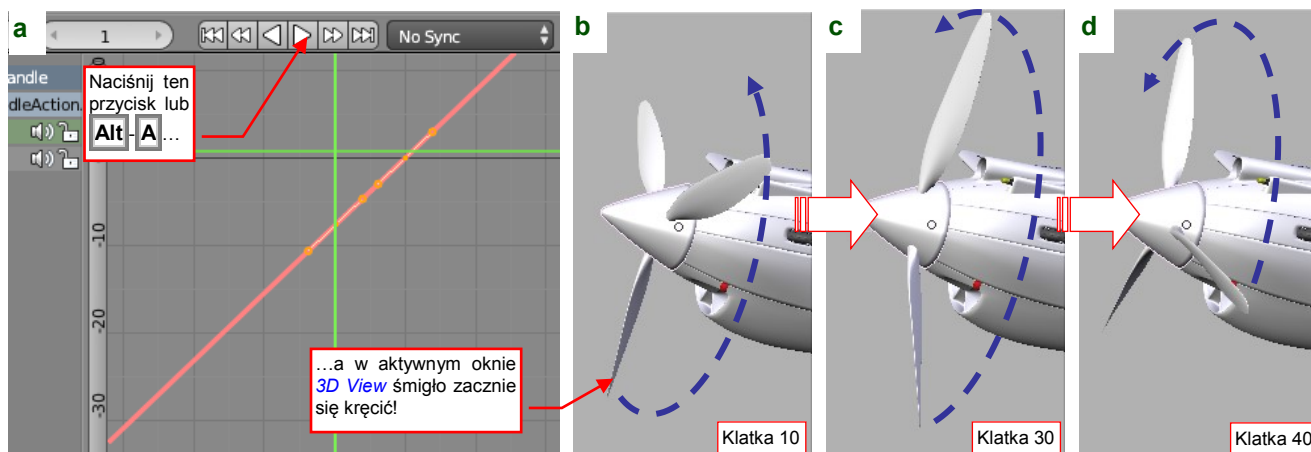 a
1
No Sync
andle
dleAction.
Naciśnij ten
przycisk lub
Alt - A …
0
-10
-20
-30
…a w aktywnym oknie
3D View śmigło zacznie
się kręcić!
b
Klatka 10
c
Klatka 30
d
Klatka 40